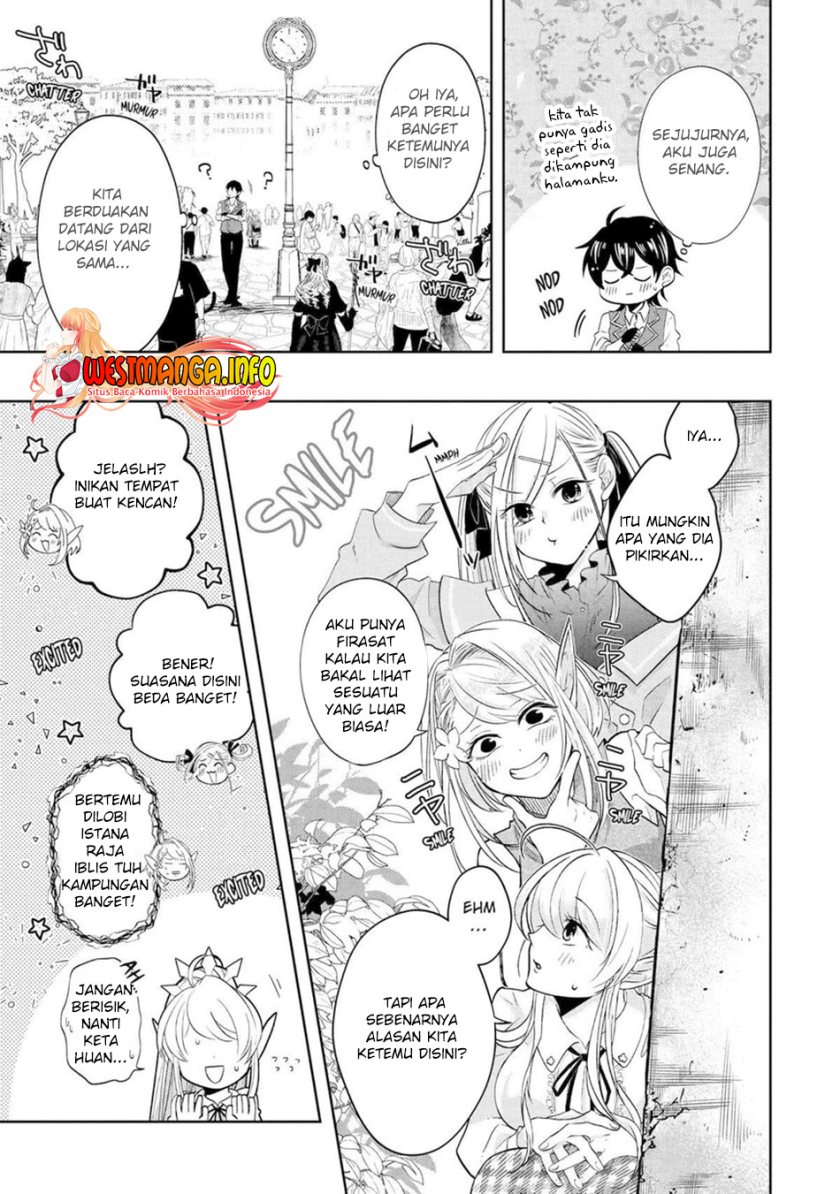 SEJUJURNYA,
AKU JUGA
SENANG.
kita tak
punya gadis
seperti dia
dikampung
halamanku.
NOD
NOD
OH IYA,
APA PERLU
BANGET
KETEMUNYA
DISINI?
KITA
BERDUAKAN
DATANG DARI
LOKASI YANG
SAMA...
ざわ
CHATTER
MURMUR
? ?
ざわ
CHATTER
ガヤ
MURMUR
WESTMANGA.INFO
Situs Baca Komik Berbahasa Indonesia
IYA...
ITU MUNGKIN
APA YANG DIA
PIKIRKAN...
MMPH
SMILE
AKU PUNYA
FIRASAT
KALAU KITA
BAKAL LIHAT
SESUATU
YANG LUAR
BIASA!
ニヤ
SMILE
SMILE
ニヤ
SMILE
SMILE
EHM
...
TAPI APA
SEBENARNYA
ALASAN KITA
KETEMU DISINI?
JELASLH?
INIKAN TEMPAT
BUAT KENCAN!
EXCITED
BENER!
SUASANA DISINI
BEDA BANGET!
BERTEMU
DILOBI
ISTANA
RAJA
IBLIS TUH
KAMPUNGAN
BANGET!
EXCITED
AH
JANGAN
BERISIK,
NANTI
KETA
HUAN...
???